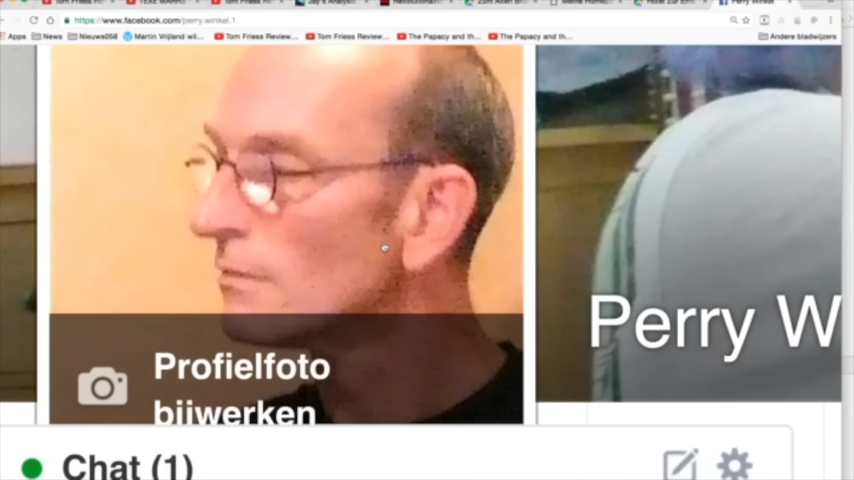 https://www.facebook.com/perry.winkel.1
Apps News Nieuws058 Martin Vrijland wil... Tom Friess Review... Tom Friess Review... The Papacy and th... The Papacy and th... Andere bladwijzers
Perry W
Profielfoto
bijwerken
Chat (1)